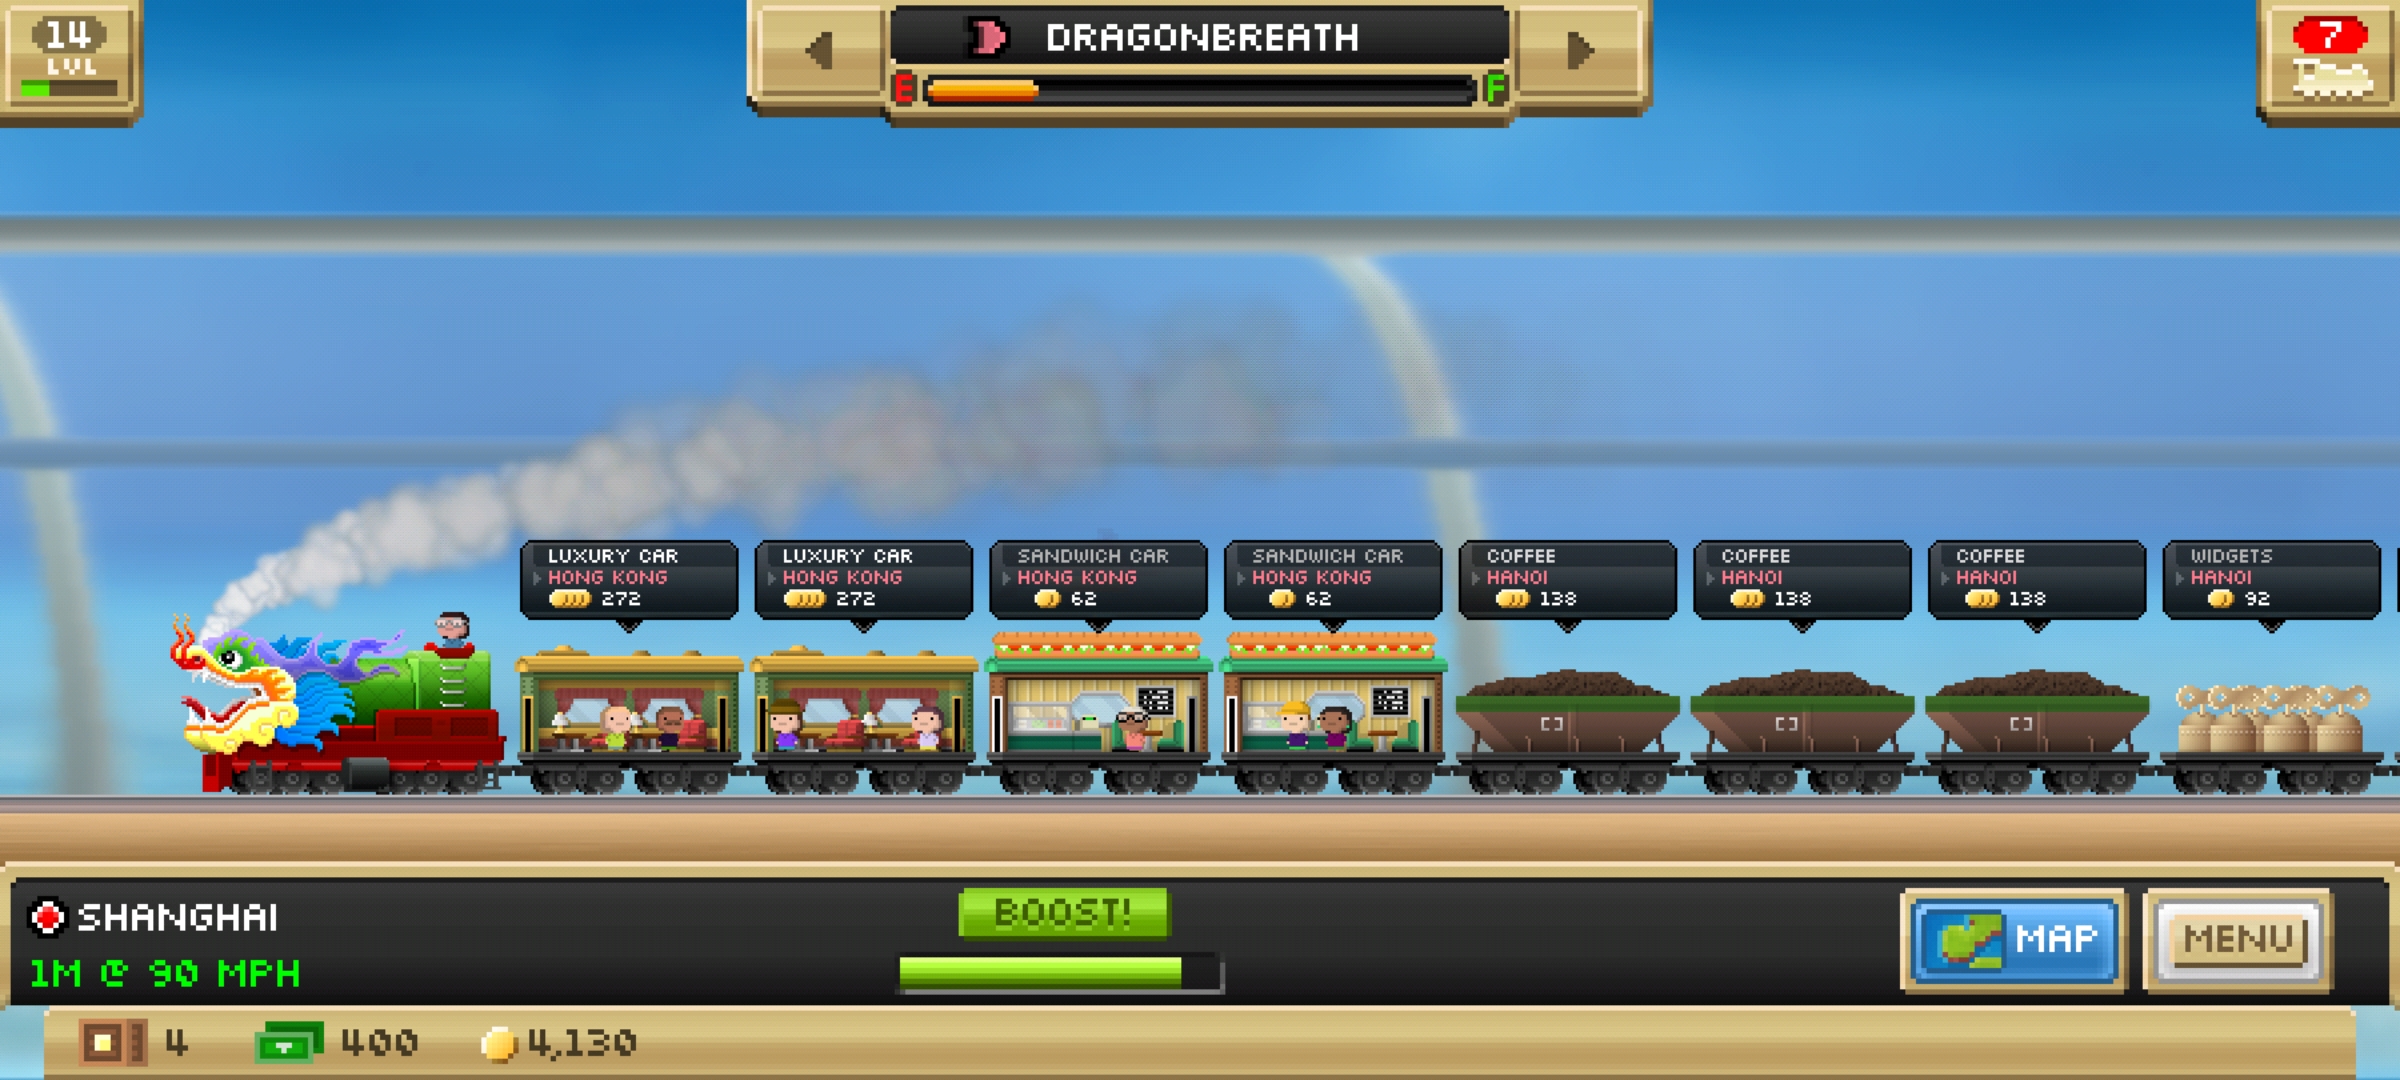 14
LVL
DRAGONBREATH
E F
7
LUXURY CAR
HONG KONG
272
LUXURY CAR
HONG KONG
272
SANDWICH CAR
HONG KONG
62
SANDWICH CAR
HONG KONG
62
COFFEE
HANOI
138
COFFEE
HANOI
138
COFFEE
HANOI
138
WIDGETS
HANOI
92
SHANGHAI
1M @ 90 MPH
BOOST!
MAP
MENU
4
400
4,130